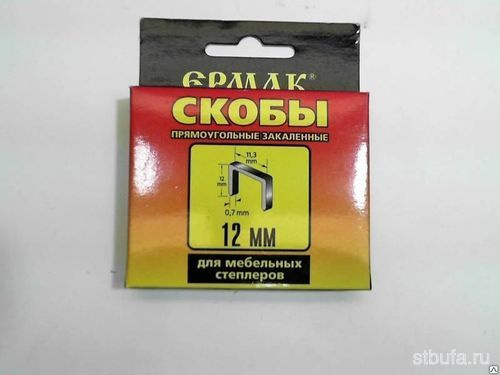 ЕРМАК®
СКОБЫ
ПРЯМОУГОЛЬНЫЕ ЗАКАЛЕННЫЕ
11,3
mm
12
mm
0,7 mm
12 ММ
для мебельных
степлеров
stbufa.ru